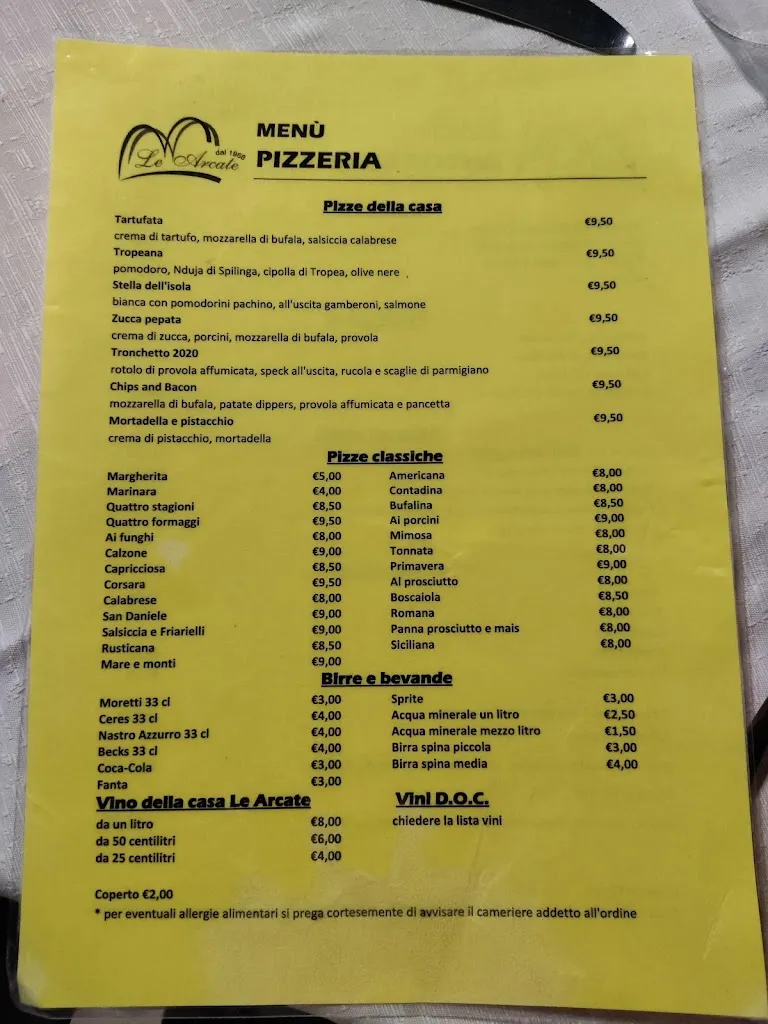 Le Arcate dal 1968
MENÙ
PIZZERIA
Pizze della casa
Tartufata €9,50
crema di tartufo, mozzarella di bufala, salsiccia calabrese
Tropeana €9,50
pomodoro, Nduja di Spilinga, cipolla di Tropea, olive nere
Stella dell'isola €9,50
bianca con pomodorini pachino, all'uscita gamberoni, salmone
Zucca pepata €9,50
crema di zucca, porcini, mozzarella di bufala, provola
Tronchetto 2020 €9,50
rotolo di provola affumicata, speck all'uscita, rucola e scaglie di parmigiano
Chips and Bacon €9,50
mozzarella di bufala, patate dippers, provola affumicata e pancetta
Mortadella e pistacchio €9,50
crema di pistacchio, mortadella
Pizze classiche
Margherita €5,00 Americana €8,00
Marinara €4,00 Contadina €8,00
Quattro stagioni €8,50 Bufalina €8,50
Quattro formaggi €9,50 Ai porcini €9,00
Ai funghi €8,00 Mimosa €8,00
Calzone €9,00 Tonnata €8,00
Capricciosa €8,50 Primavera €9,00
Corsara €9,50 Al prosciutto €8,00
Calabrese €8,00 Boscaiola €8,50
San Daniele €9,00 Romana €8,00
Salsiccia e Friarielli €9,00 Panna prosciutto e mais €8,00
Rusticana €8,50 Siciliana €8,00
Mare e monti €9,00
Birre e bevande
Moretti 33 cl €3,00 Sprite €3,00
Ceres 33 cl €4,00 Acqua minerale un litro €2,50
Nastro Azzurro 33 cl €4,00 Acqua minerale mezzo litro €1,50
Becks 33 cl €4,00 Birra spina piccola €3,00
Coca-Cola €3,00 Birra spina media €4,00
Fanta €3,00
Vino della casa Le Arcate Vini D.O.C.
da un litro €8,00 chiedere la lista vini
da 50 centilitri €6,00
da 25 centilitri €4,00
Coperto €2,00
* per eventuali allergie alimentari si prega cortesemente di avvisare il cameriere addetto all'ordine